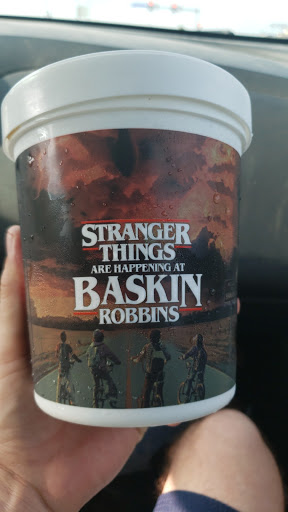 STRANGER
THINGS
ARE HAPPENING AT
BASKIN
ROBBINS